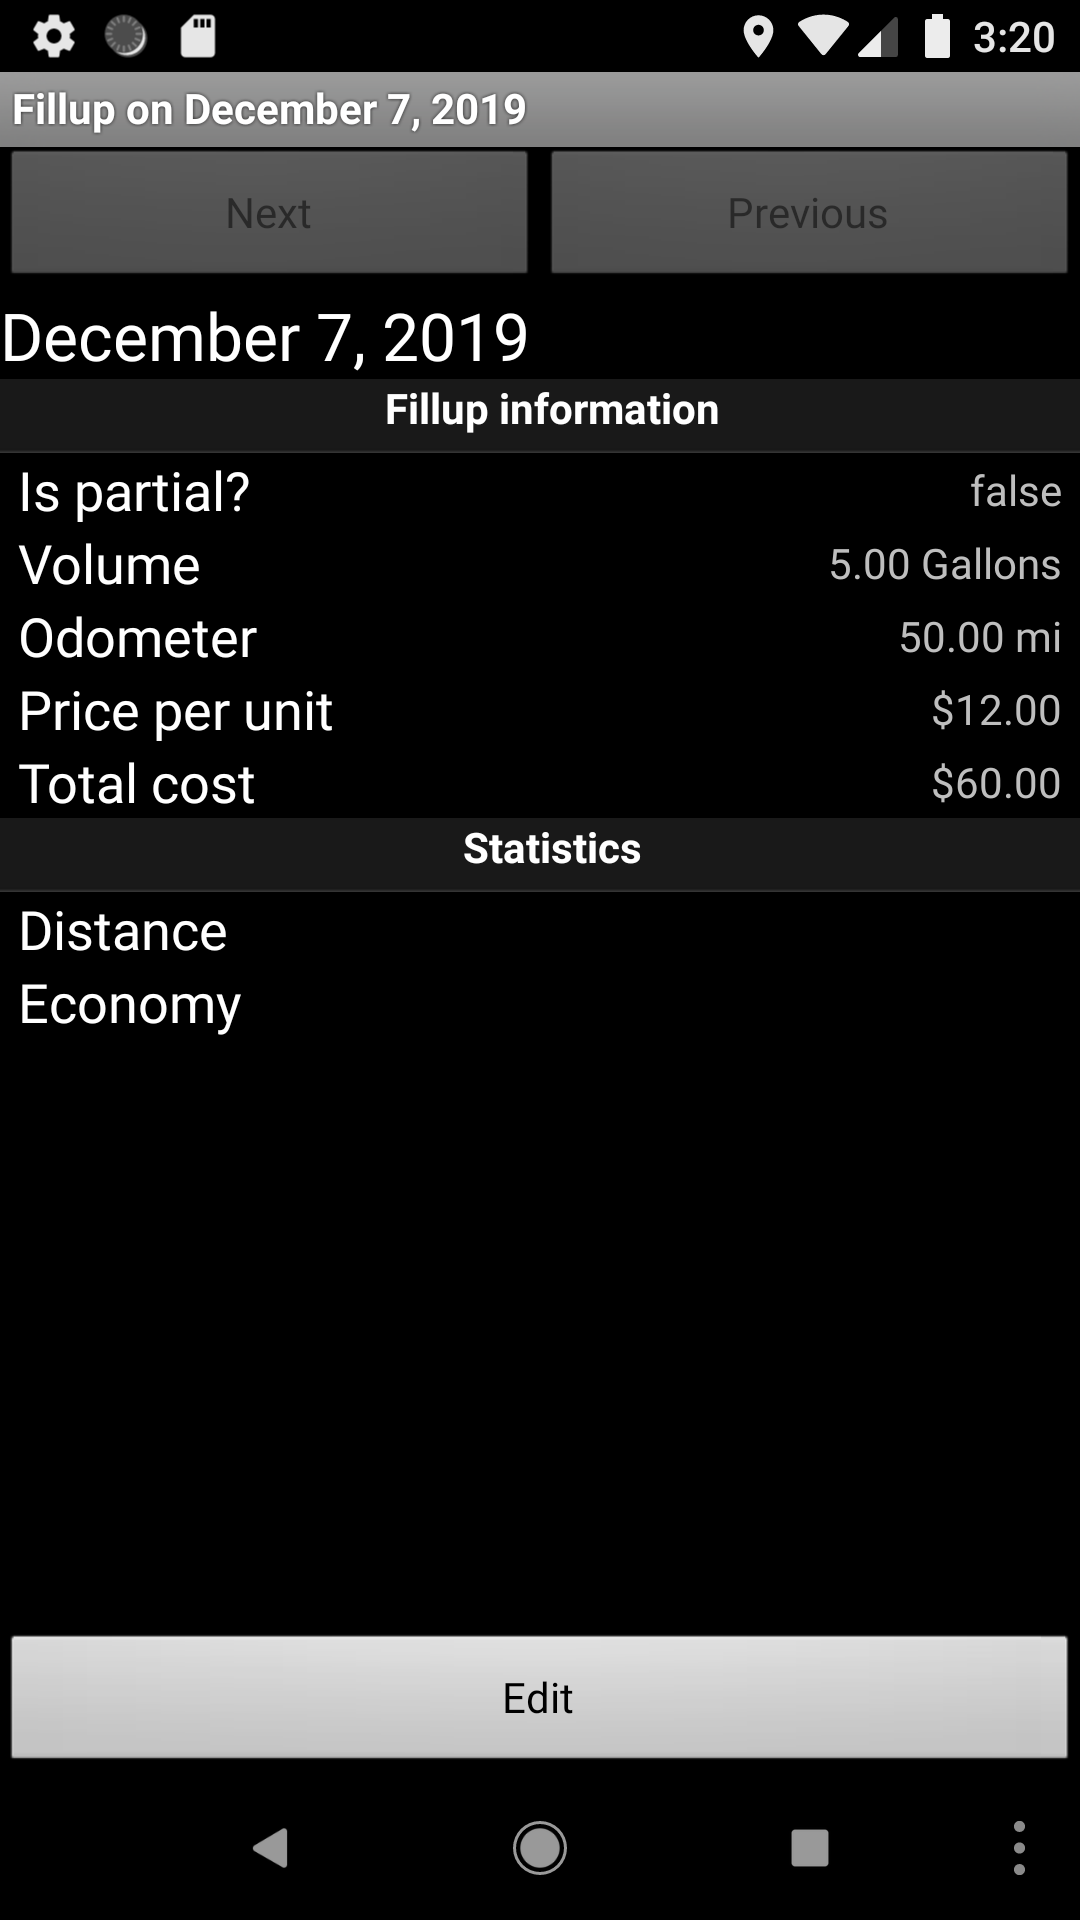 3:20
Fillup on December 7, 2019
Next Previous
December 7, 2019
Fillup information
Is partial? false
Volume 5.00 Gallons
Odometer 50.00 mi
Price per unit $12.00
Total cost $60.00
Statistics
Distance
Economy
Edit